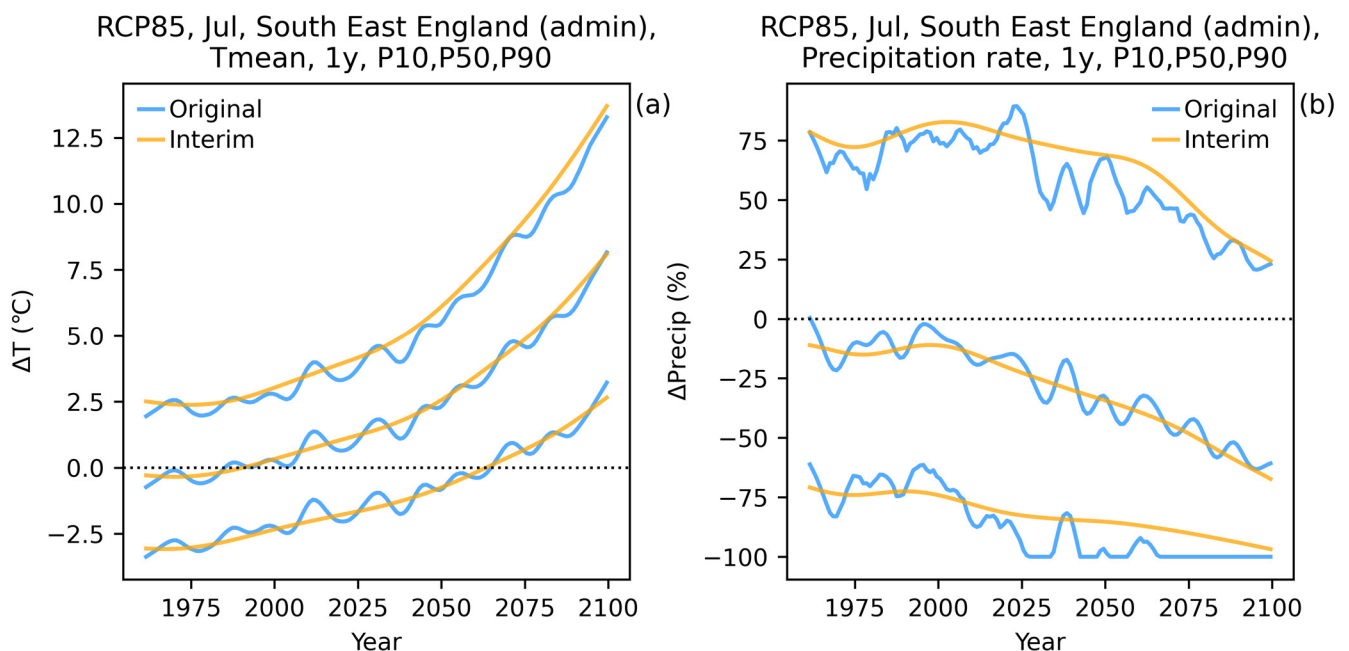 RCP85, Jul, South East England (admin),
Tmean, 1y, P10,P50,P90
(a)
Original
Interim
12.5
10.0
7.5
5.0
2.5
0.0
−2.5
ΔT (°C)
1975 2000 2025 2050 2075 2100
Year
RCP85, Jul, South East England (admin),
Precipitation rate, 1y, P10,P50,P90
(b)
Original
Interim
75
50
25
0
−25
−50
−75
−100
ΔPrecip (%)
1975 2000 2025 2050 2075 2100
Year